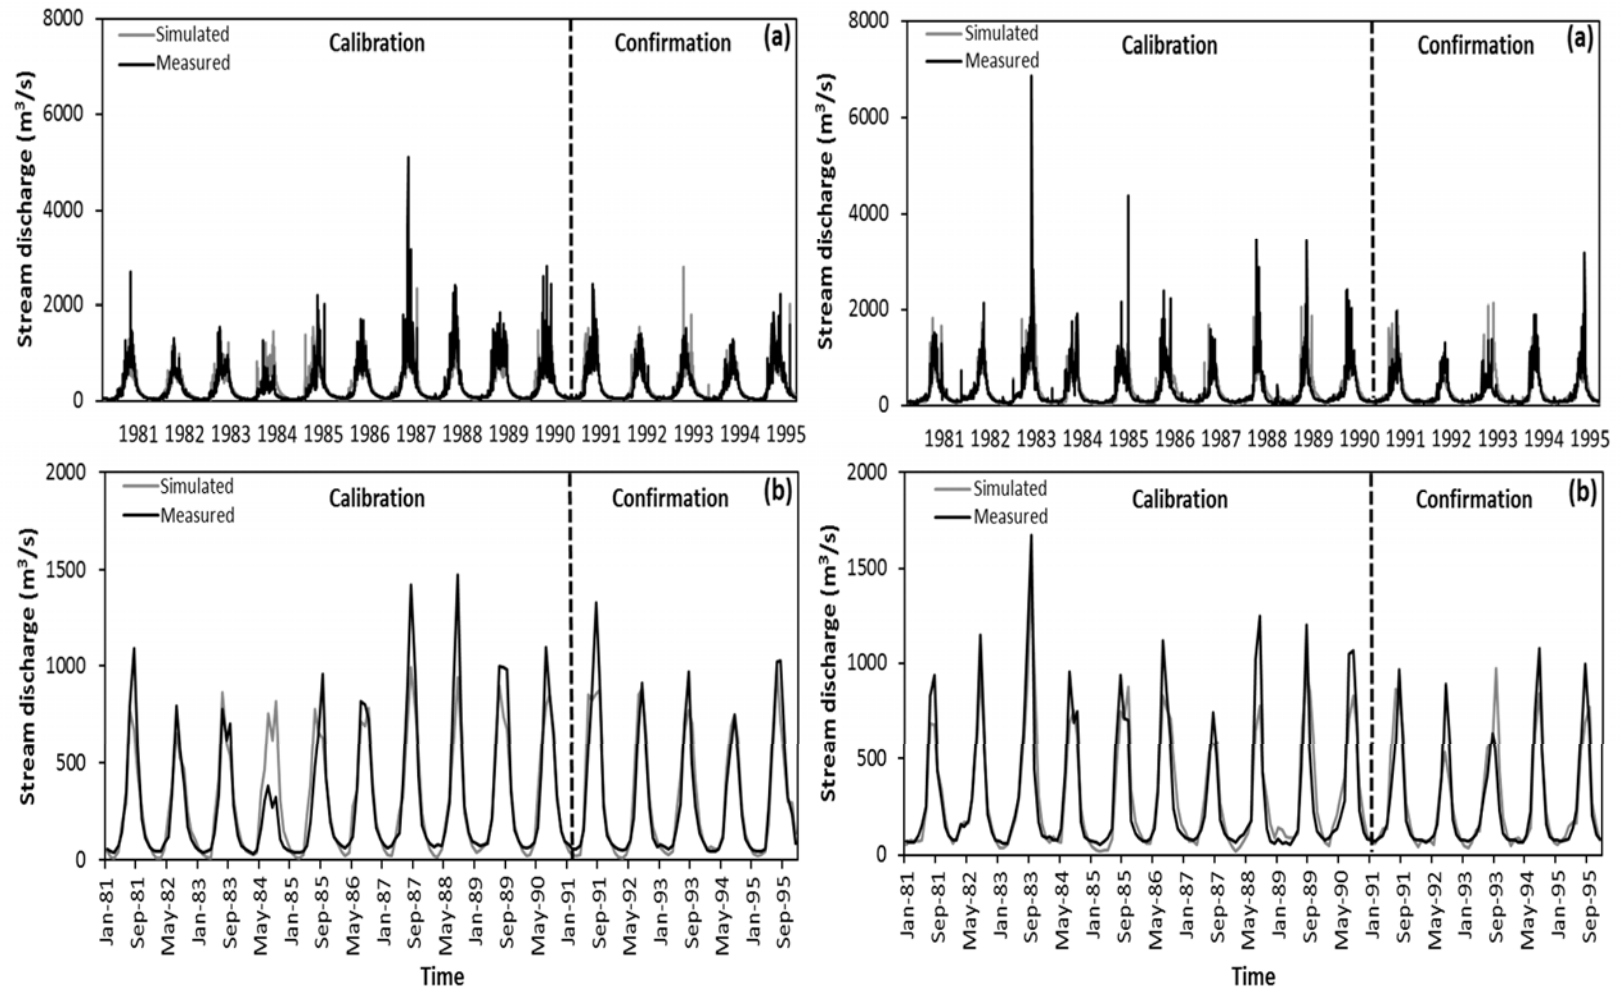 8000
Simulated
Measured
Calibration
Confirmation
(a)
6000
4000
2000
0
Stream discharge (m³/s)
1981 1982 1983 1984 1985 1986 1987 1988 1989 1990 1991 1992 1993 1994 1995
8000
Simulated
Measured
Calibration
Confirmation
(a)
6000
4000
2000
0
Stream discharge (m³/s)
1981 1982 1983 1984 1985 1986 1987 1988 1989 1990 1991 1992 1993 1994 1995
2000
Simulated
Measured
Calibration
Confirmation
(b)
1500
1000
500
0
Stream discharge (m³/s)
Jan-81
Sep-81
May-82
Jan-83
Sep-83
May-84
Jan-85
Sep-85
May-86
Jan-87
Sep-87
May-88
Jan-89
Sep-89
May-90
Jan-91
Sep-91
May-92
Jan-93
Sep-93
May-94
Jan-95
Sep-95
Time
2000
Simulated
Measured
Calibration
Confirmation
(b)
1500
1000
500
0
Stream discharge (m³/s)
Jan-81
Sep-81
May-82
Jan-83
Sep-83
May-84
Jan-85
Sep-85
May-86
Jan-87
Sep-87
May-88
Jan-89
Sep-89
May-90
Jan-91
Sep-91
May-92
Jan-93
Sep-93
May-94
Jan-95
Sep-95
Time